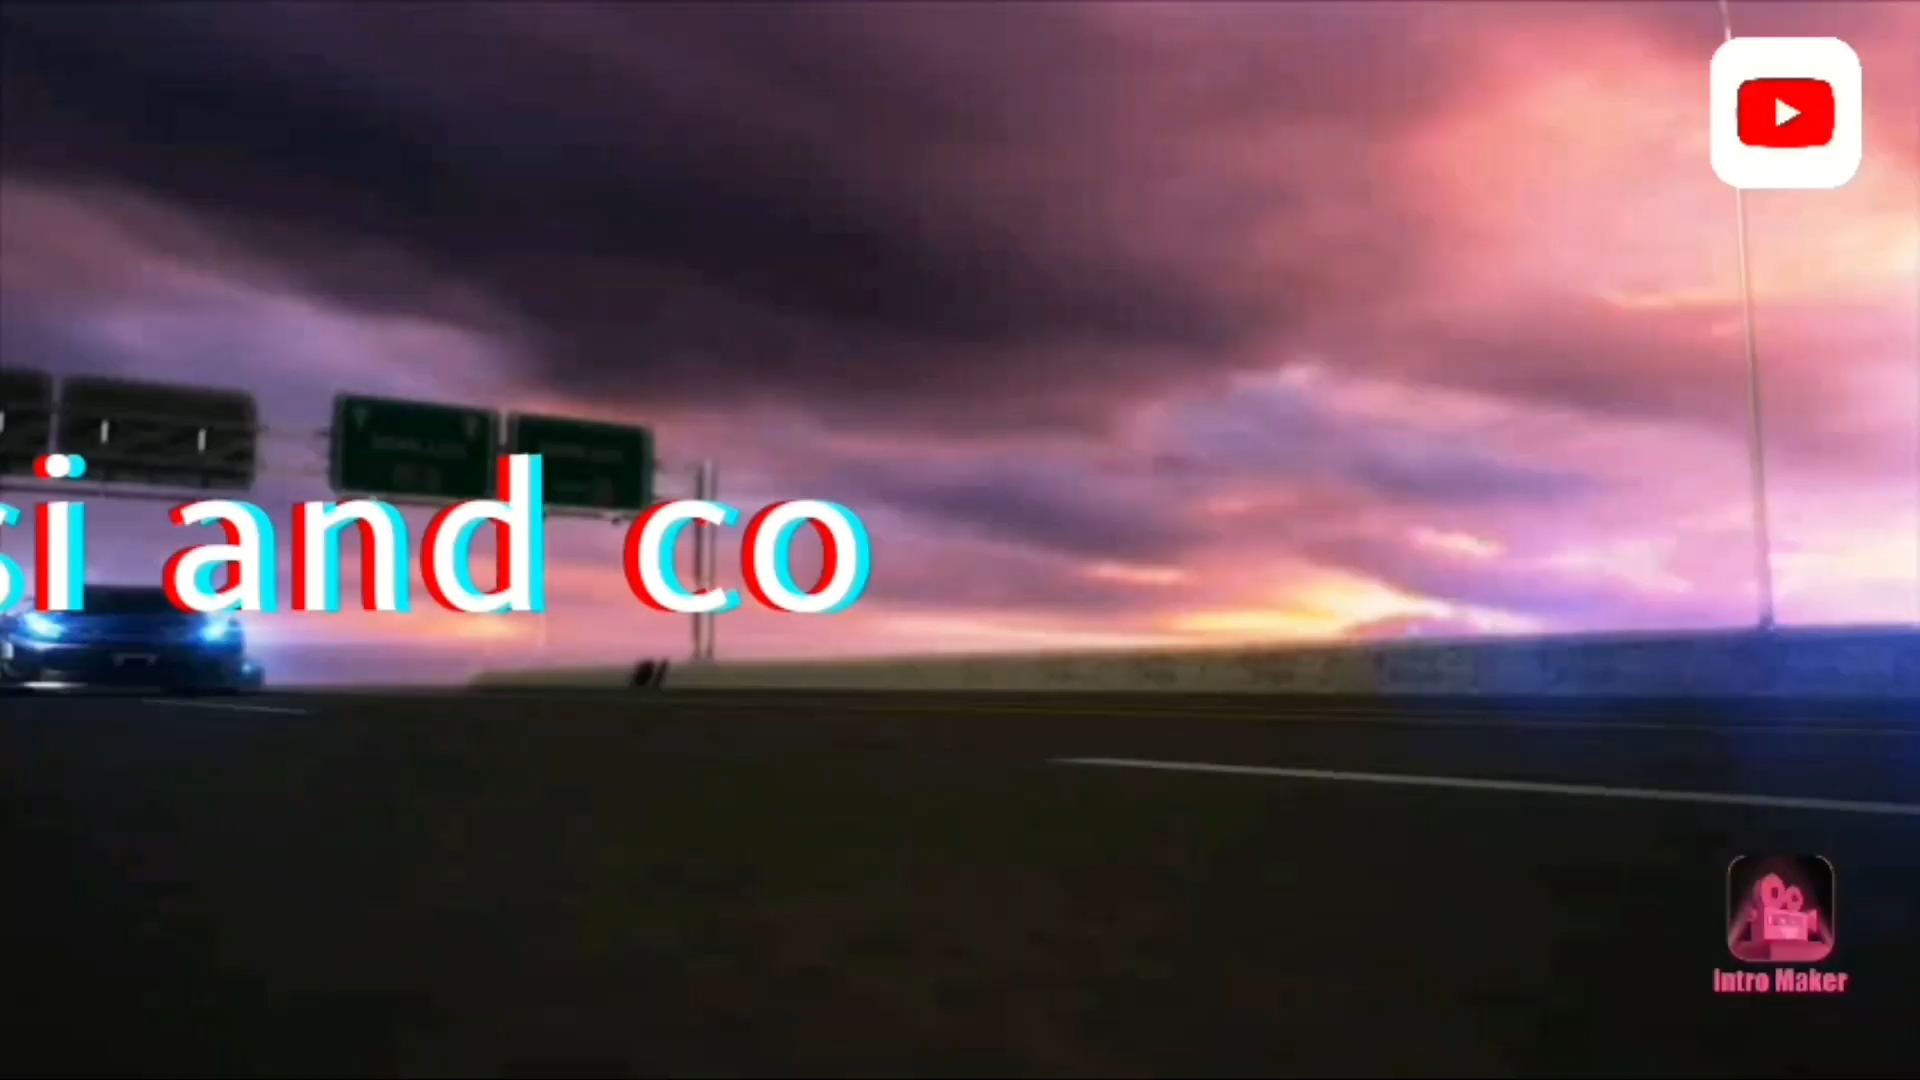 si and co
Intro Maker